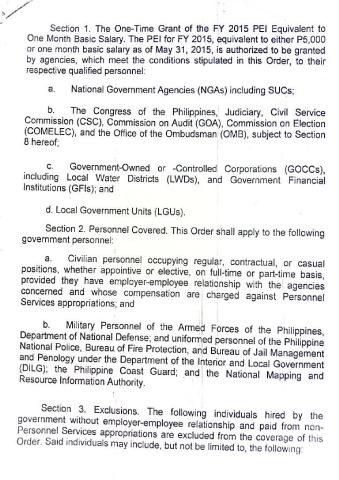 Section 1. The One-Time Grant of the FY 2015 PEI Equivalent to
One Month Basic Salary. The PEI for FY 2015, equivalent to either P5,000
or one month basic salary as of May 31, 2015, is authorized to be granted
by agencies, which meet the conditions stipulated in this Order, to their
respective qualified personnel:
a. National Government Agencies (NGAs) including SUCs;
b. The Congress of the Philippines, Judiciary, Civil Service
Commission (CSC), Commission on Audit (GOA), Commission on Election
(COMELEC), and the Office of the Ombudsman (OMB), subject to Section
8 hereof;
c. Government-Owned or -Controlled Corporations (GOCCs),
including Local Water Districts (LWDs), and Government Financial
Institutions (GFIs); and
d. Local Government Units (LGUs).
Section 2. Personnel Covered. This Order shall apply to the following
government personnel:
a. Civilian personnel occupying regular, contractual, or casual
positions, whether appointive or elective, on full-time or part-time basis,
provided they have employer-employee relationship with the agencies
concerned and whose compensation are charged against Personnel
Services appropriations; and
b. Military Personnel of the Armed Forces of the Philippines,
Department of National Defense; and uniformed personnel of the Philippine
National Police, Bureau of Fire Protection, and Bureau of Jail Management
and Penology under the Department of the Interior and Local Government
(DILG); the Philippine Coast Guard; and the National Mapping and
Resource Information Authority.
Section 3. Exclusions. The following individuals hired by the
government without employer-employee relationship and paid from non-
Personnel Services appropriations are excluded from the coverage of this
Order. Said individuals may include, but not be limited to, the following: